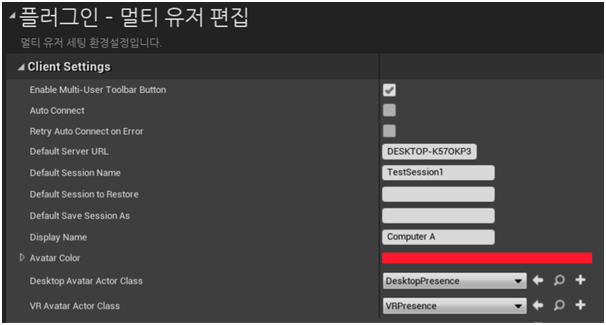 플러그인 - 멀티 유저 편집
멀티 유저 세팅 환경설정입니다.
Client Settings
Enable Multi-User Toolbar Button
Auto Connect
Retry Auto Connect on Error
Default Server URL DESKTOP-K57OKP3
Default Session Name TestSession1
Default Session to Restore
Default Save Session As
Display Name Computer A
Avatar Color
Desktop Avatar Actor Class DesktopPresence
VR Avatar Actor Class VRPresence